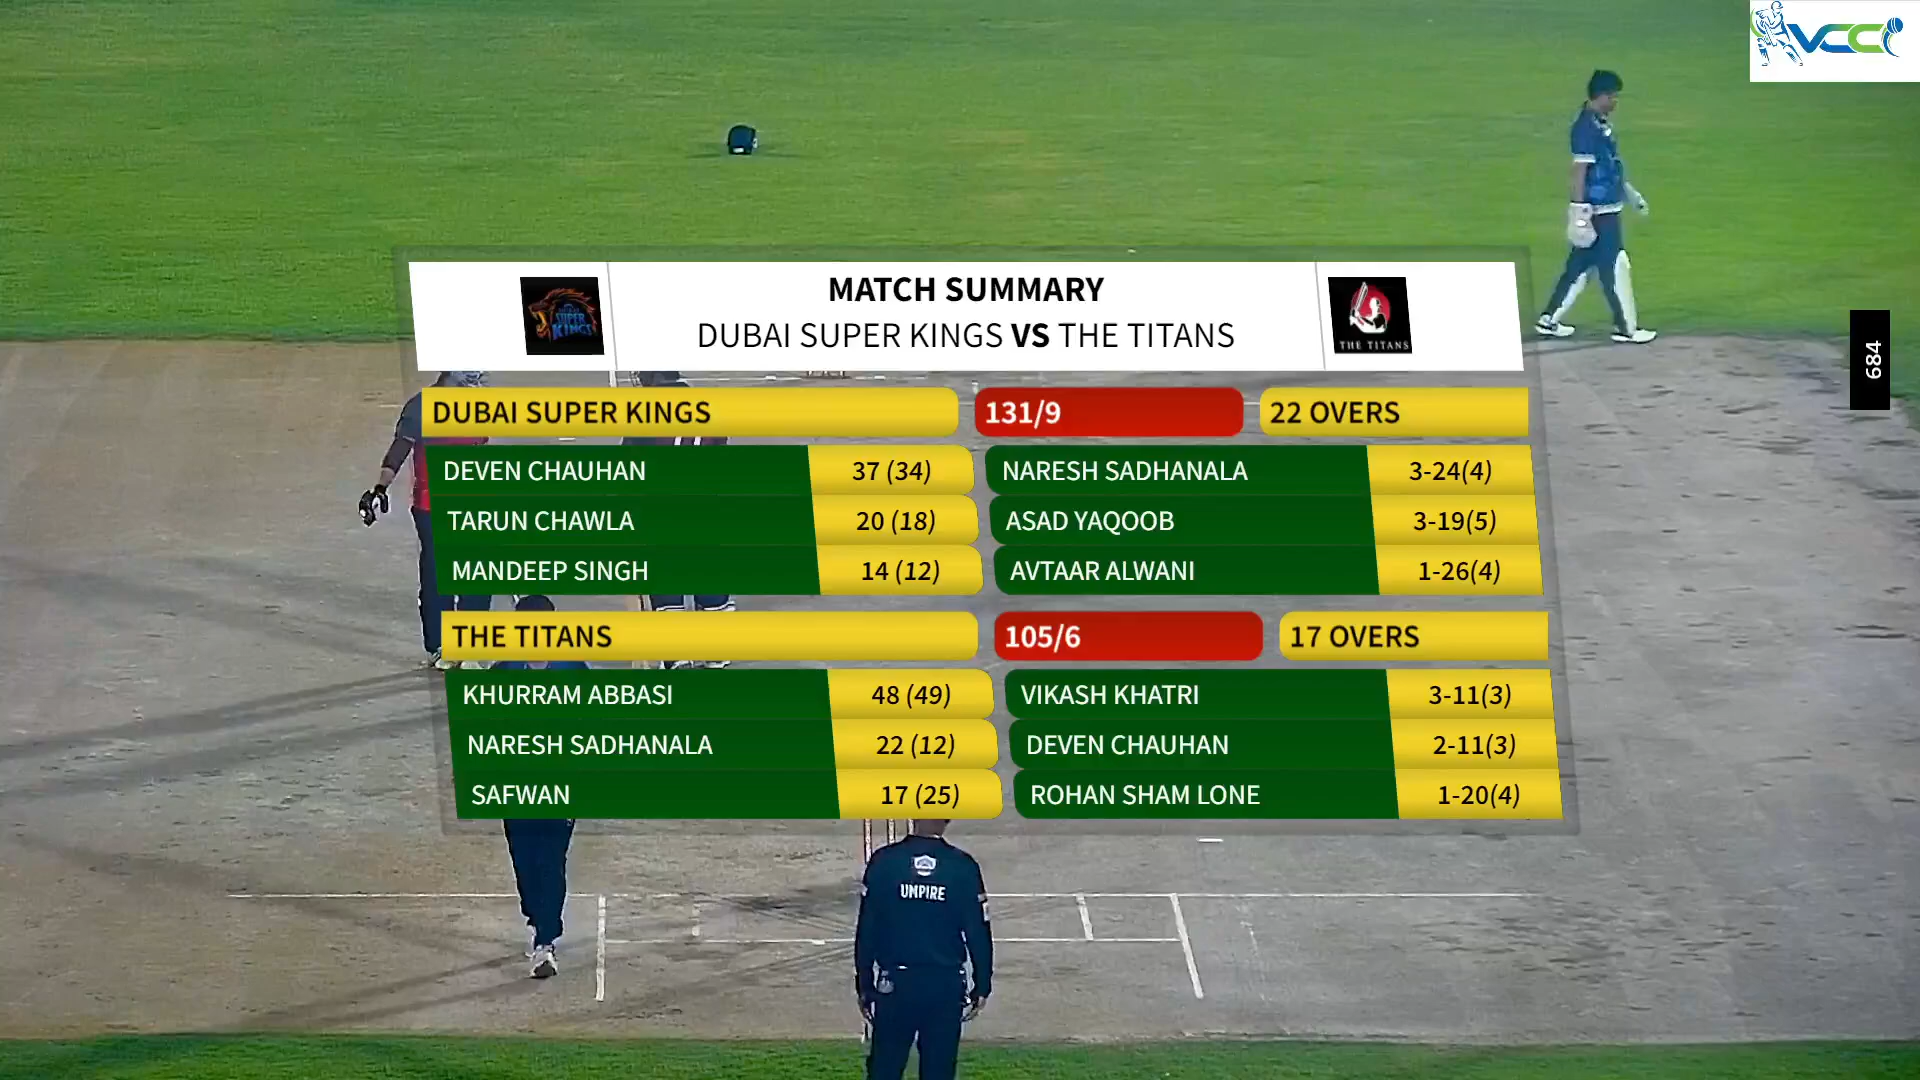 VCC
MATCH SUMMARY
DUBAI SUPER KINGS VS THE TITANS
SUPER
KINGS
THE TITANS
684
DUBAI SUPER KINGS 131/9 22 OVERS
DEVEN CHAUHAN 37 (34) NARESH SADHANALA 3-24(4)
TARUN CHAWLA 20 (18) ASAD YAQOOB 3-19(5)
MANDEEP SINGH 14 (12) AVTAAR ALWANI 1-26(4)
THE TITANS 105/6 17 OVERS
KHURRAM ABBASI 48 (49) VIKASH KHATRI 3-11(3)
NARESH SADHANALA 22 (12) DEVEN CHAUHAN 2-11(3)
SAFWAN 17 (25) ROHAN SHAM LONE 1-20(4)
UMPIRE